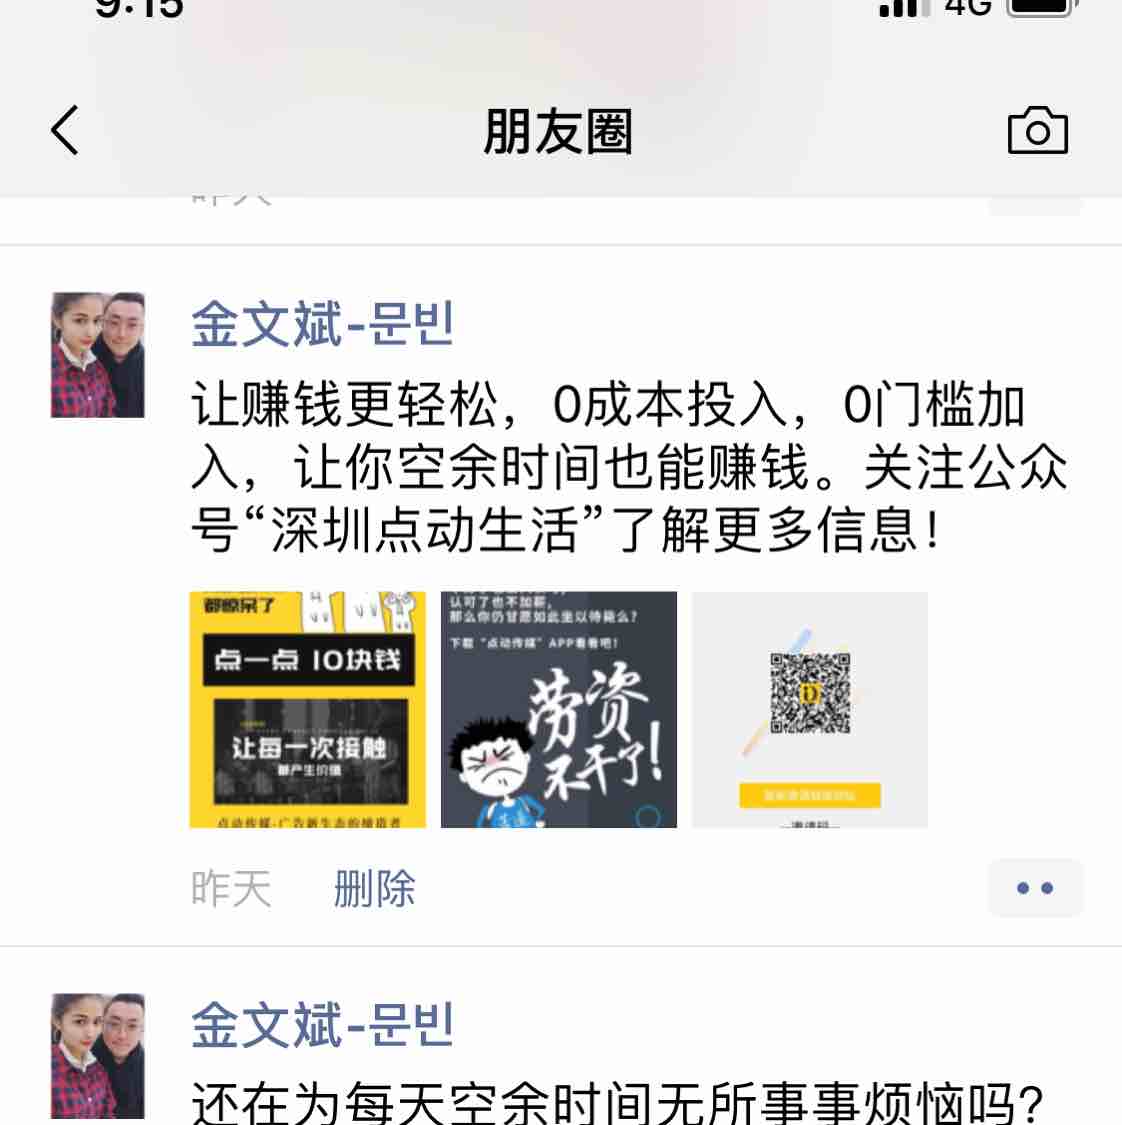 9:15
4G
朋友圈
昨天
金文斌-문빈
让赚钱更轻松，0成本投入，0门槛加
入，让你空余时间也能赚钱。关注公众
号“深圳点动生活”了解更多信息！
都惊呆了
点一点 10块钱
让每一次接触
都产生价值
点动传媒-广告新生态的缔造者
认可了也不加薪,
那么你仍甘愿如此坐以待毙么?
下载“点动传媒”APP看看吧!
劳资
不干了!
生活
邀请码
昨天
删除
金文斌-문빈
还在为每天空余时间无所事事烦恼吗?